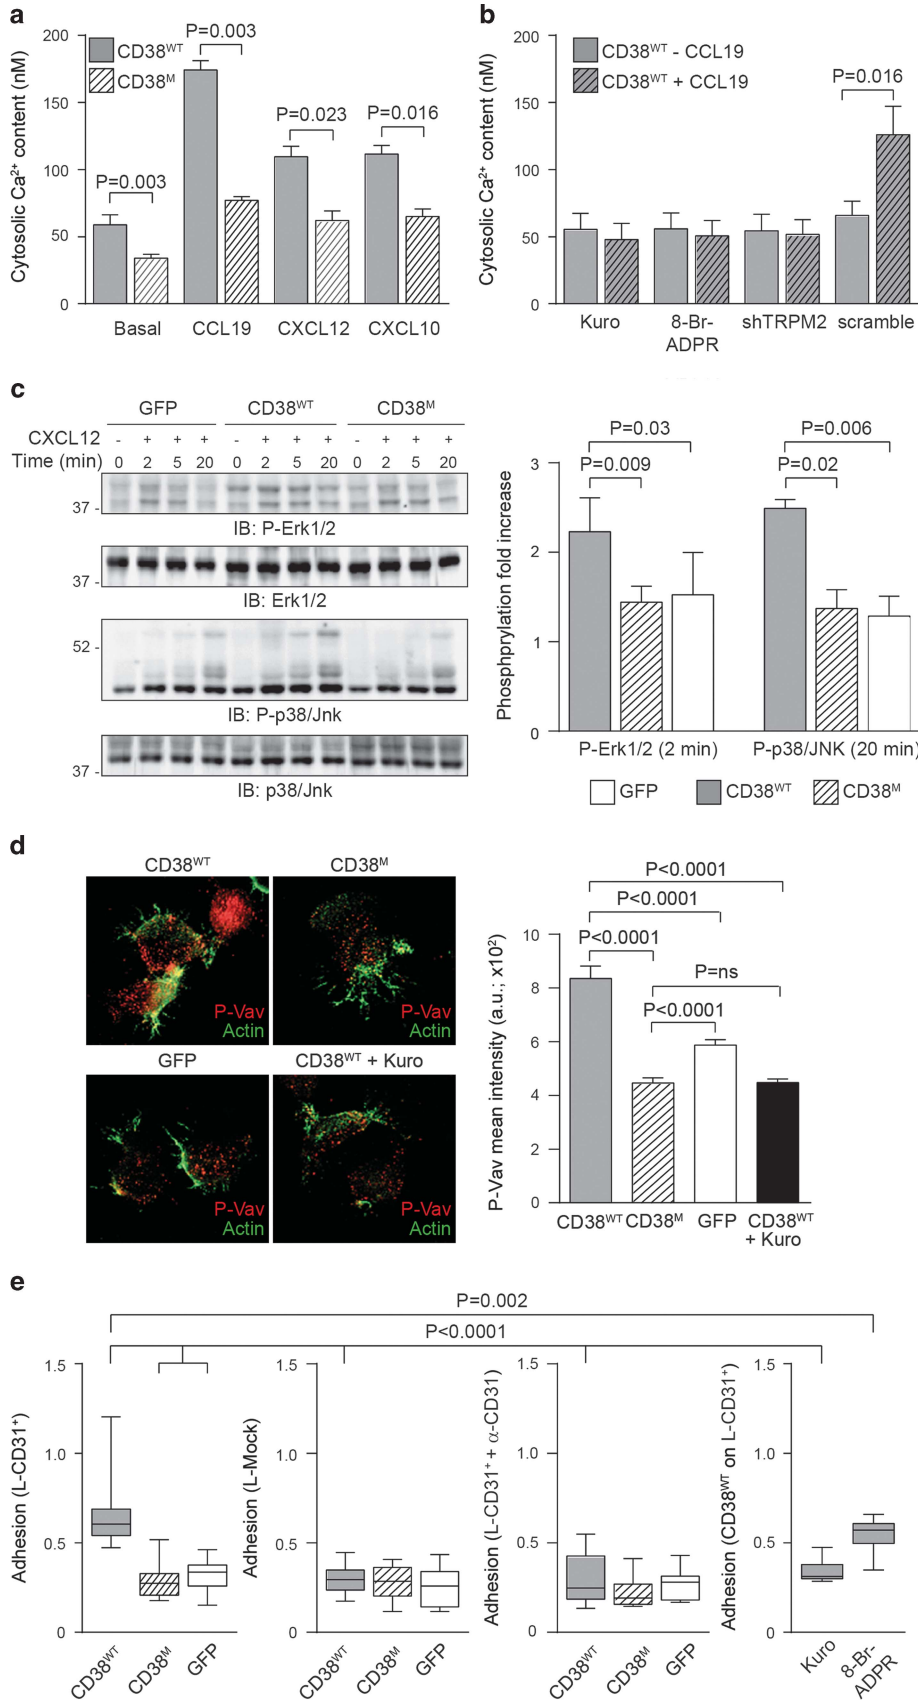 a
Cytosolic Ca²⁺ content (nM)
200
150
100
50
0
CD38ᵂᵀ
CD38ᴹ
P=0.003
P=0.003
P=0.023
P=0.016
Basal CCL19 CXCL12 CXCL10
b
Cytosolic Ca²⁺ content (nM)
200
150
100
50
0
CD38ᵂᵀ - CCL19
CD38ᵂᵀ + CCL19
P=0.016
Kuro 8-Br-ADPR shTRPM2 scramble
c
GFP CD38ᵂᵀ CD38ᴹ
CXCL12 - + + + - + + + - + + +
Time (min) 0 2 5 20 0 2 5 20 0 2 5 20
37 -
IB: P-Erk1/2
37 -
IB: Erk1/2
52 -
IB: P-p38/Jnk
37 -
IB: p38/Jnk
Phosphprylation fold increase
3
2
1
0
P=0.03
P=0.009
P=0.006
P=0.02
P-Erk1/2 (2 min) P-p38/JNK (20 min)
GFP CD38ᵂᵀ CD38ᴹ
d
CD38ᵂᵀ CD38ᴹ
P-Vav
Actin
P-Vav
Actin
GFP CD38ᵂᵀ + Kuro
P-Vav
Actin
P-Vav
Actin
P-Vav mean intensity (a.u.; x10²)
10
8
6
4
2
0
P<0.0001
P<0.0001
P<0.0001
P=ns
P<0.0001
CD38ᵂᵀ CD38ᴹ GFP CD38ᵂᵀ
+ Kuro
e
P=0.002
P<0.0001
Adhesion (L-CD31⁺)
1.5
1.0
0.5
0
CD38ᵂᵀ CD38ᴹ GFP
Adhesion (L-Mock)
1.5
1.0
0.5
0
CD38ᵂᵀ CD38ᴹ GFP
Adhesion (L-CD31⁺ + α-CD31)
1.5
1.0
0.5
0
CD38ᵂᵀ CD38ᴹ GFP
Adhesion (CD38ᵂᵀ on L-CD31⁺)
1.5
1.0
0.5
0
Kuro 8-Br-ADPR